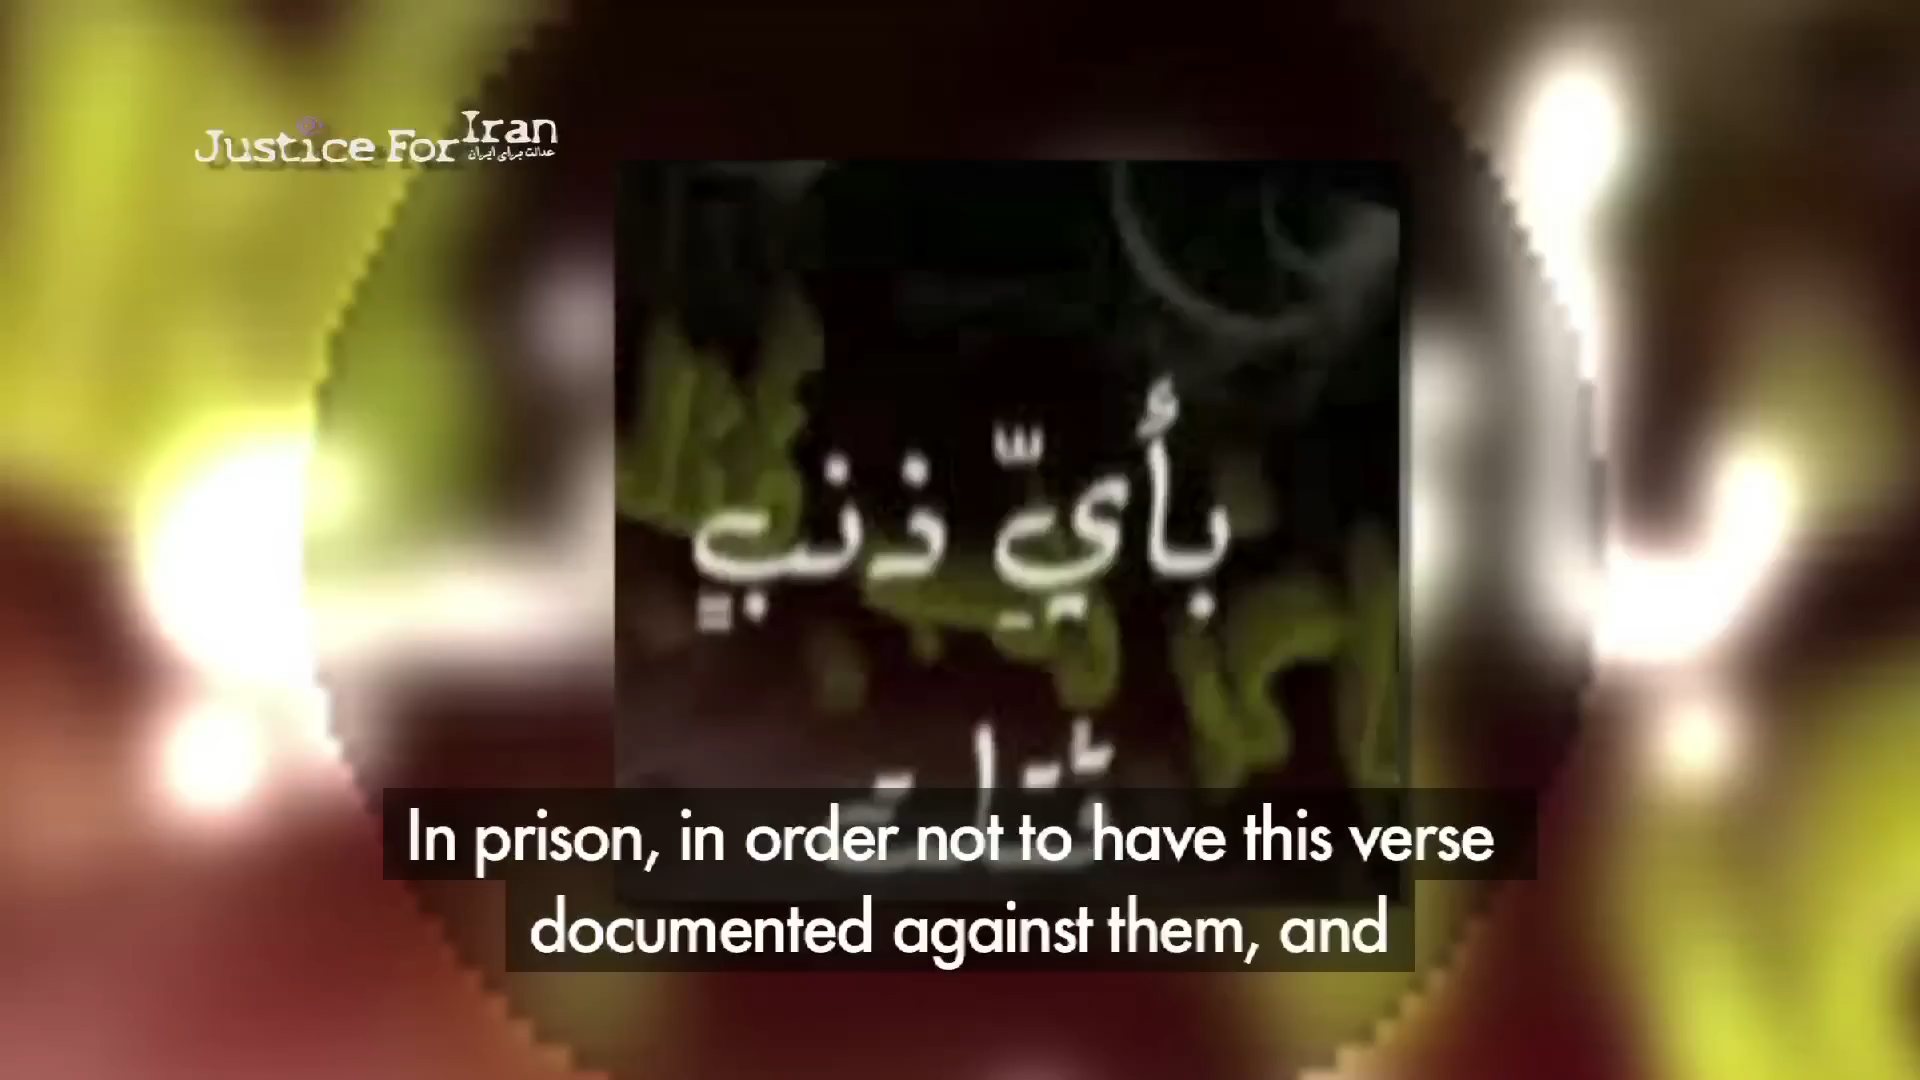 Justice For Iran
عدالت برای ایران
بأيِّ ذنبٍ
قُتِلَت
In prison, in order not to have this verse
documented against them, and